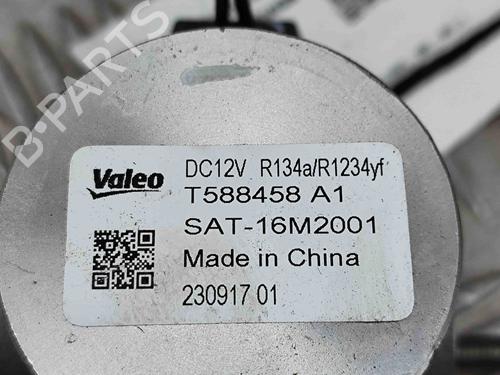 B-PARTS
Valeo
DC12V R134a/R1234yf
T588458 A1
SAT-16M2001
Made in China
230917 01